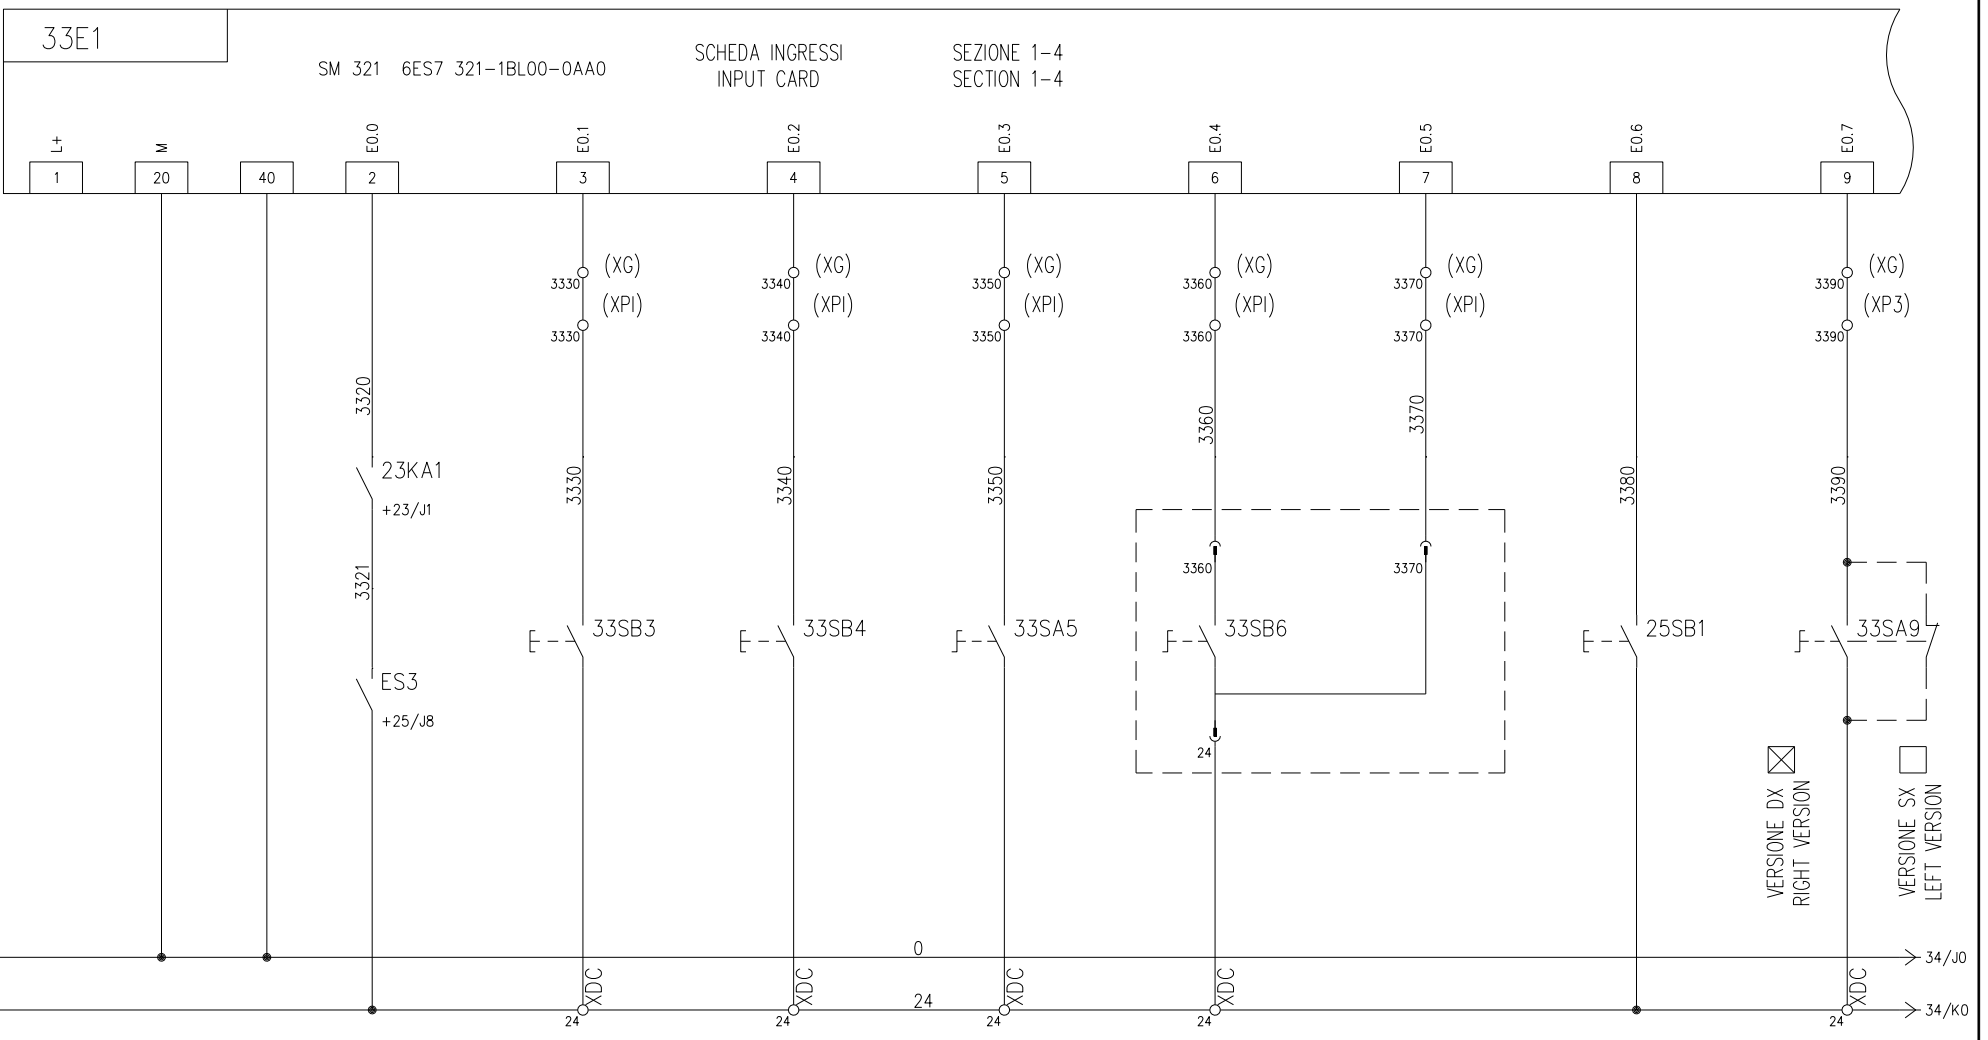 33E1
SM 321 6ES7 321-1BL00-0AA0
SCHEDA INGRESSI
INPUT CARD
SEZIONE 1-4
SECTION 1-4
L+
M
E0.0
E0.1
E0.2
E0.3
E0.4
E0.5
E0.6
E0.7
1
20
40
2
3
4
5
6
7
8
9
3330
(XG)
(XPI)
3330
3340
(XG)
(XPI)
3340
3350
(XG)
(XPI)
3350
3360
(XG)
(XPI)
3360
3370
(XG)
(XPI)
3370
3390
(XG)
(XP3)
3390
3320
3360
3370
23KA1
+23/J1
3330
3340
3350
3380
3390
3321
3360
3370
33SB3
33SB4
33SA5
33SB6
25SB1
33SA9
ES3
+25/J8
24
VERSIONE DX
RIGHT VERSION
VERSIONE SX
LEFT VERSION
0
34/J0
XDC
XDC
XDC
XDC
XDC
24
34/K0
24
24
24
24
24